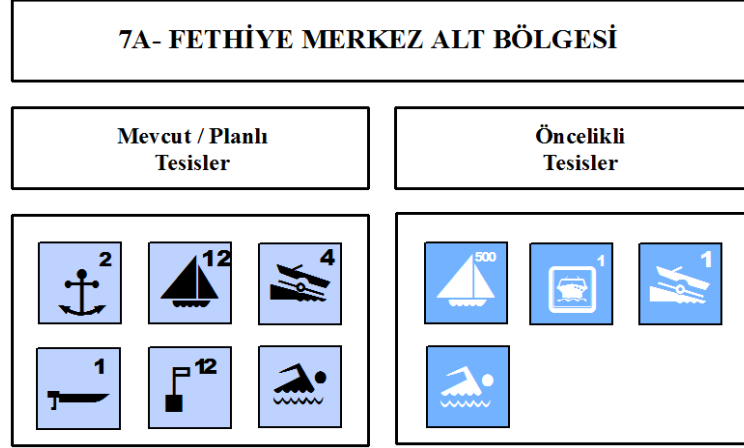 7A- FETHİYE MERKEZ ALT BÖLGESİ
Mevcut / Planlı
Tesisler
Öncelikli
Tesisler
2
12
4
500
1
1
1
12